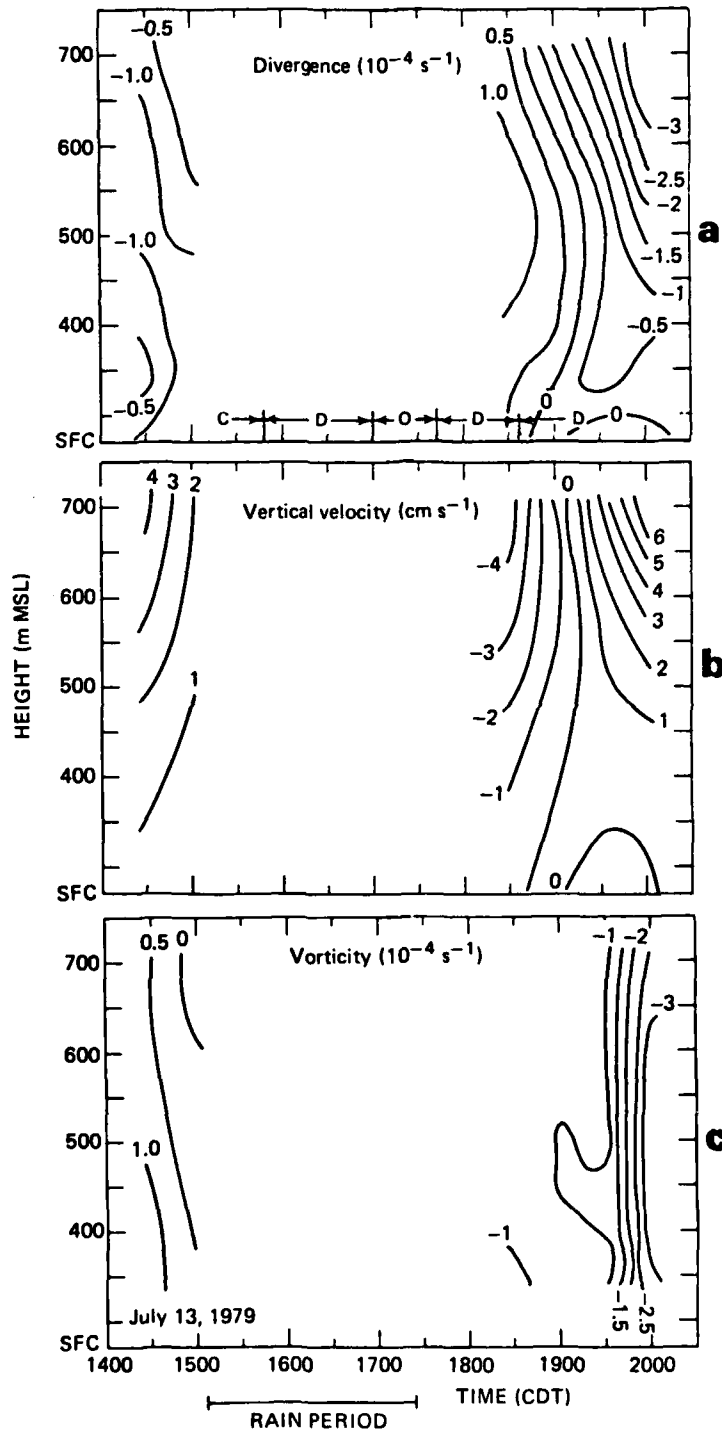 −0.5
0.5
700
Divergence (10⁻⁴ s⁻¹)
−1.0
1.0
−3
600
−2.5
−2
500
−1.0
−1.5
a
−1
400
−0.5
−0.5
0
0
C D O D D
SFC
4 3 2
0
700
Vertical velocity (cm s⁻¹)
6
−4
5
4
600
3
−3
2
b
500
1
−2
1
400
−1
SFC
0
HEIGHT (m MSL)
0.5 0
−1 −2
700
Vorticity (10⁻⁴ s⁻¹)
−3
600
500
c
1.0
400
−1
July 13, 1979
−1.5
−2.5
SFC
1400 1500 1600 1700 1800 1900 2000
TIME (CDT)
RAIN PERIOD